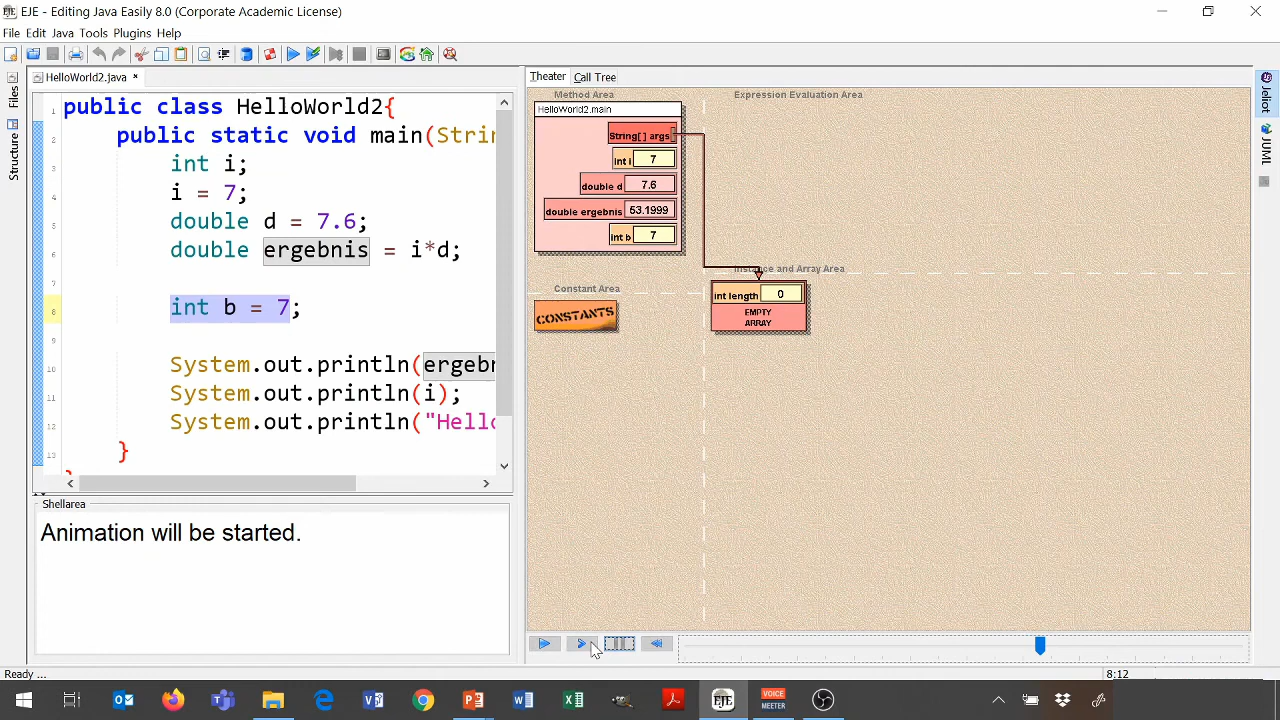 EJE - Editing Java Easily 8.0 (Corporate Academic License)
File Edit Java Tools Plugins Help
HelloWorld2.java
Files
Structure
1 public class HelloWorld2{
2 public static void main(Strin
3 int i;
4 i = 7;
5 double d = 7.6;
6 double ergebnis = i*d;
7
8 int b = 7;
9
10 System.out.println(ergebn
11 System.out.println(i);
12 System.out.println("Hello
13 }
}
Shellarea
Animation will be started.
Theater Call Tree
Method Area
Expression Evaluation Area
HelloWorld2.main
String[ ] args
int i 7
double d 7.6
double ergebnis 53.1999
int b 7
Constant Area
CONSTANTS
Instance and Array Area
int length 0
EMPTY
ARRAY
Jeliot
JUML
Ready ...
8:12
EJE
VOICE
MEETER